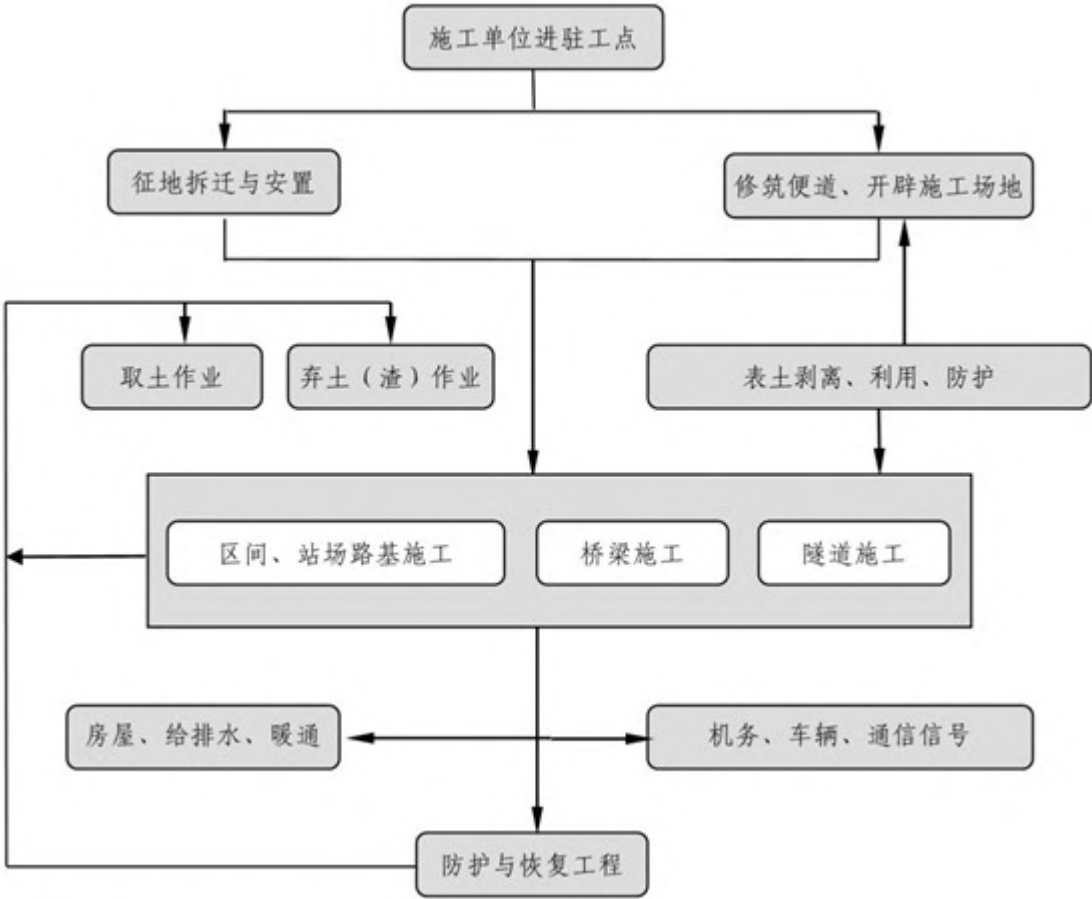 施工单位进驻工点
征地拆迁与安置
修筑便道、开辟施工场地
取土作业
弃土（渣）作业
表土剥离、利用、防护
区间、站场路基施工
桥梁施工
隧道施工
房屋、给排水、暖通
机务、车辆、通信信号
防护与恢复工程